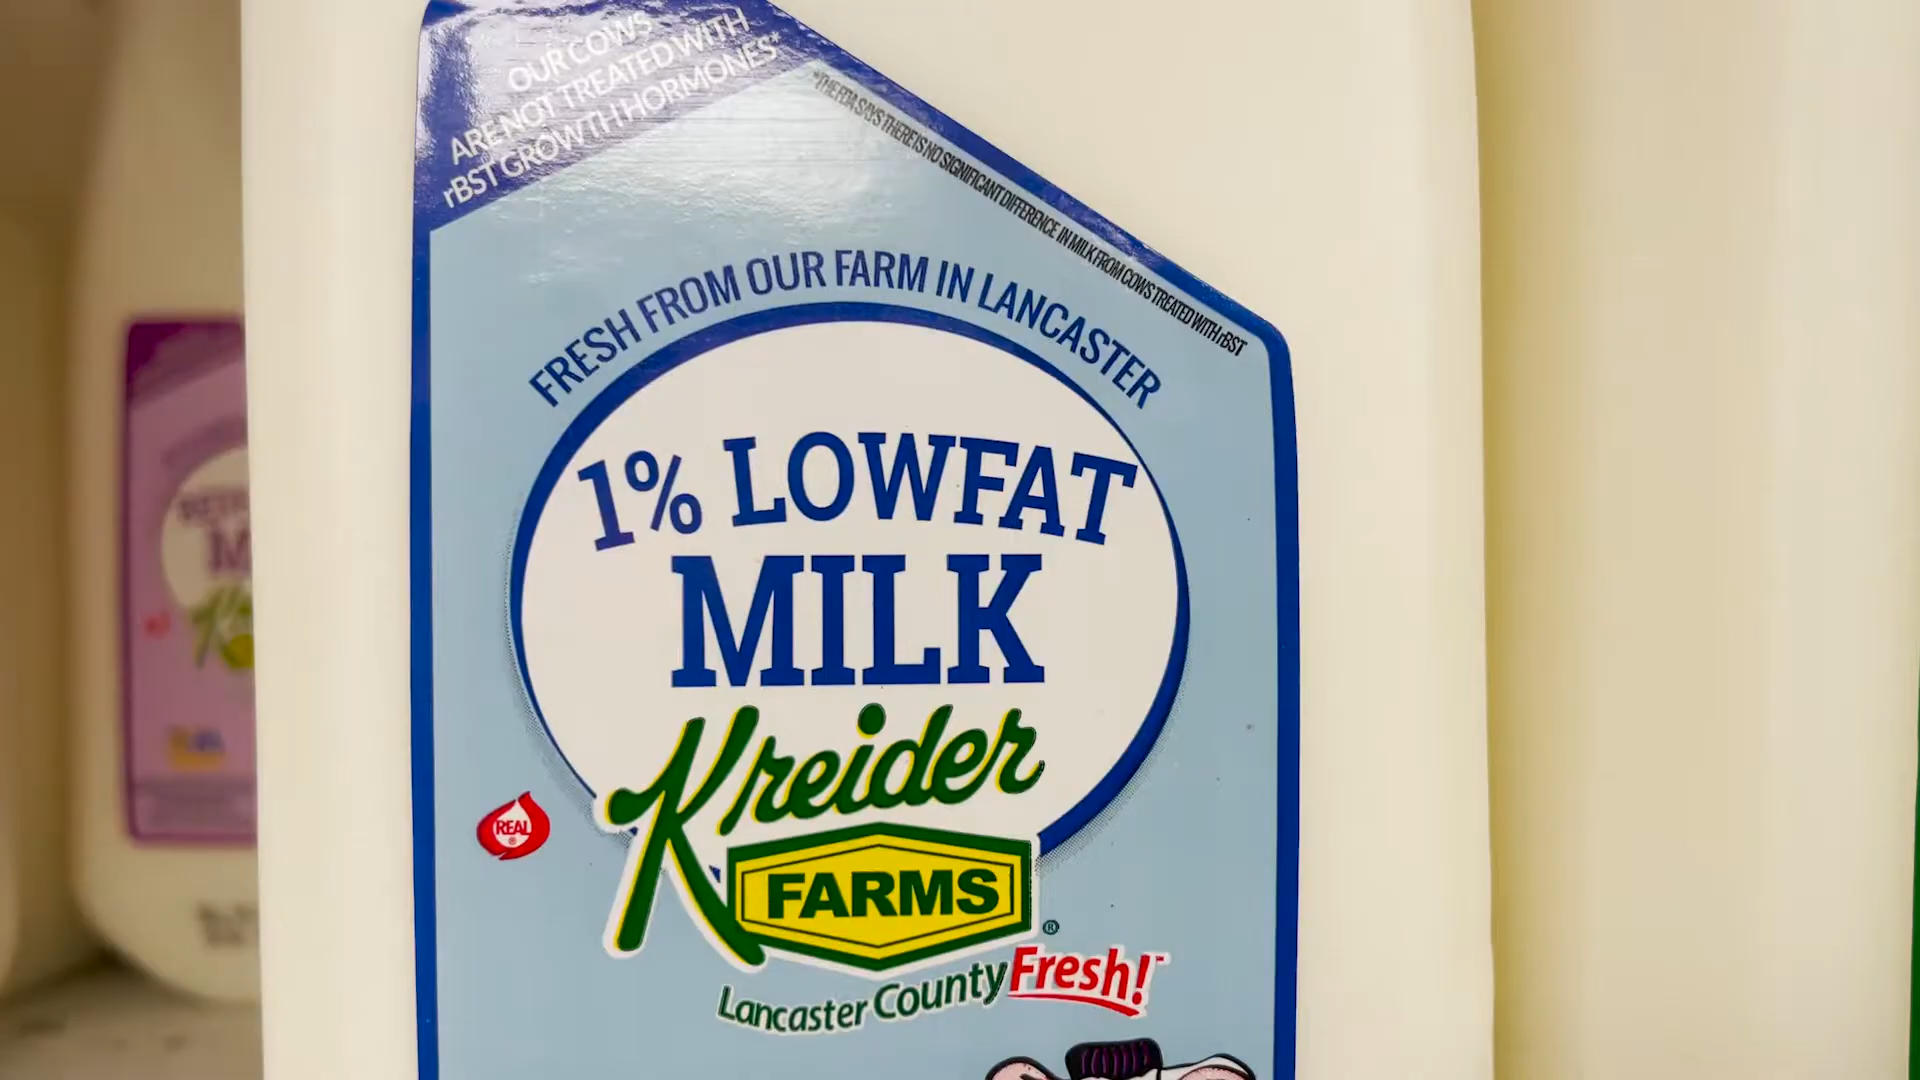 OUR COWS
ARE NOT TREATED WITH
rBST GROWTH HORMONES*
*THE FDA SAYS THERE IS NO SIGNIFICANT DIFFERENCE IN MILK FROM COWS TREATED WITH rBST
FRESH FROM OUR FARM IN LANCASTER
1% LOWFAT
MILK
Kreider
FARMS®
REAL®
Lancaster County Fresh!™